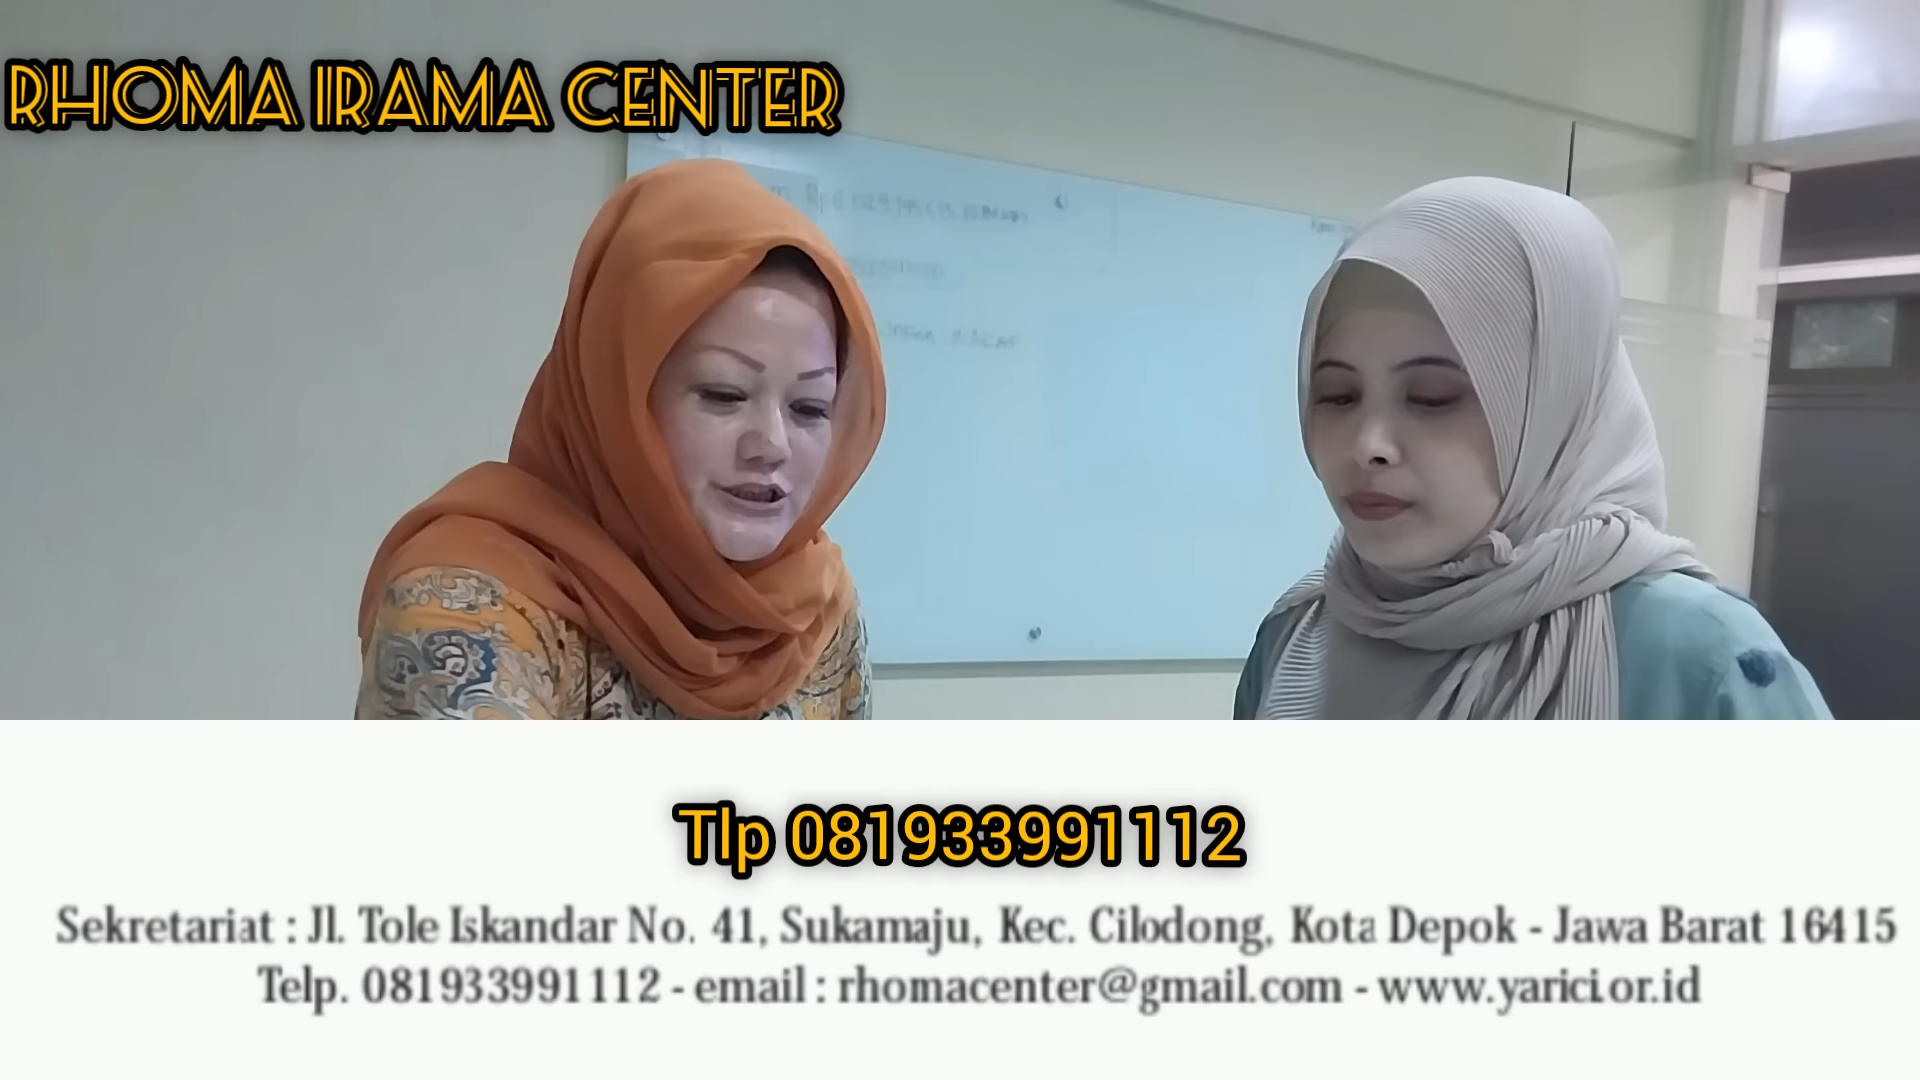 RHOMA IRAMA CENTER
Tlp 081933991112
Sekretariat : Jl. Tole Iskandar No. 41, Sukamaju, Kec. Cilodong, Kota Depok - Jawa Barat 16415
Telp. 081933991112 - email : rhomacenter@gmail.com - www.yarici.or.id